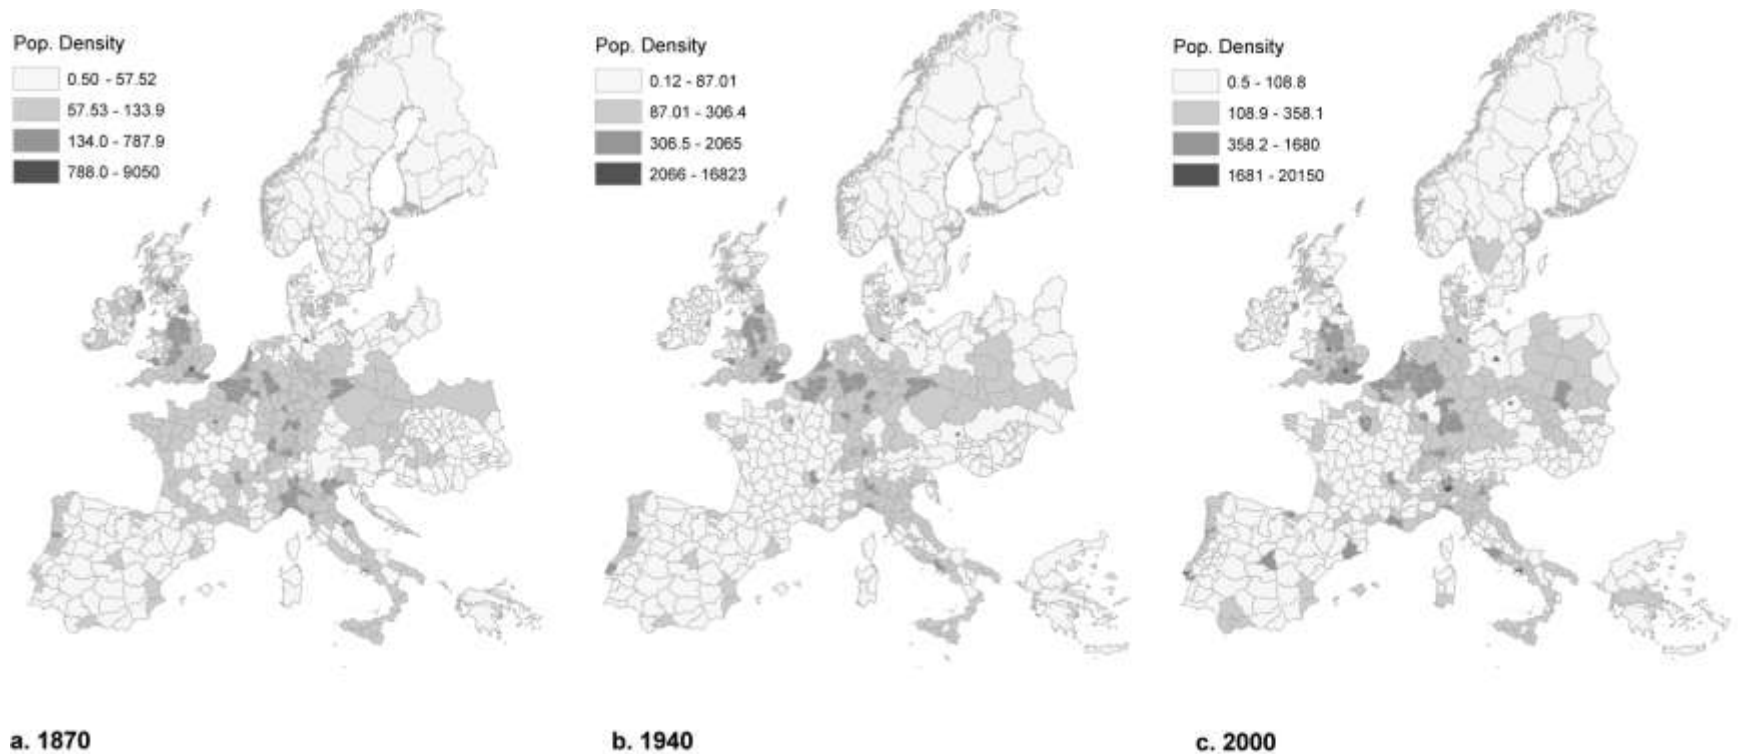 Pop. Density
0.50 - 57.52
57.53 - 133.9
134.0 - 787.9
788.0 - 9050
Pop. Density
0.12 - 87.01
87.01 - 306.4
306.5 - 2065
2066 - 16823
Pop. Density
0.5 - 108.8
108.9 - 358.1
358.2 - 1680
1681 - 20150
a. 1870
b. 1940
c. 2000